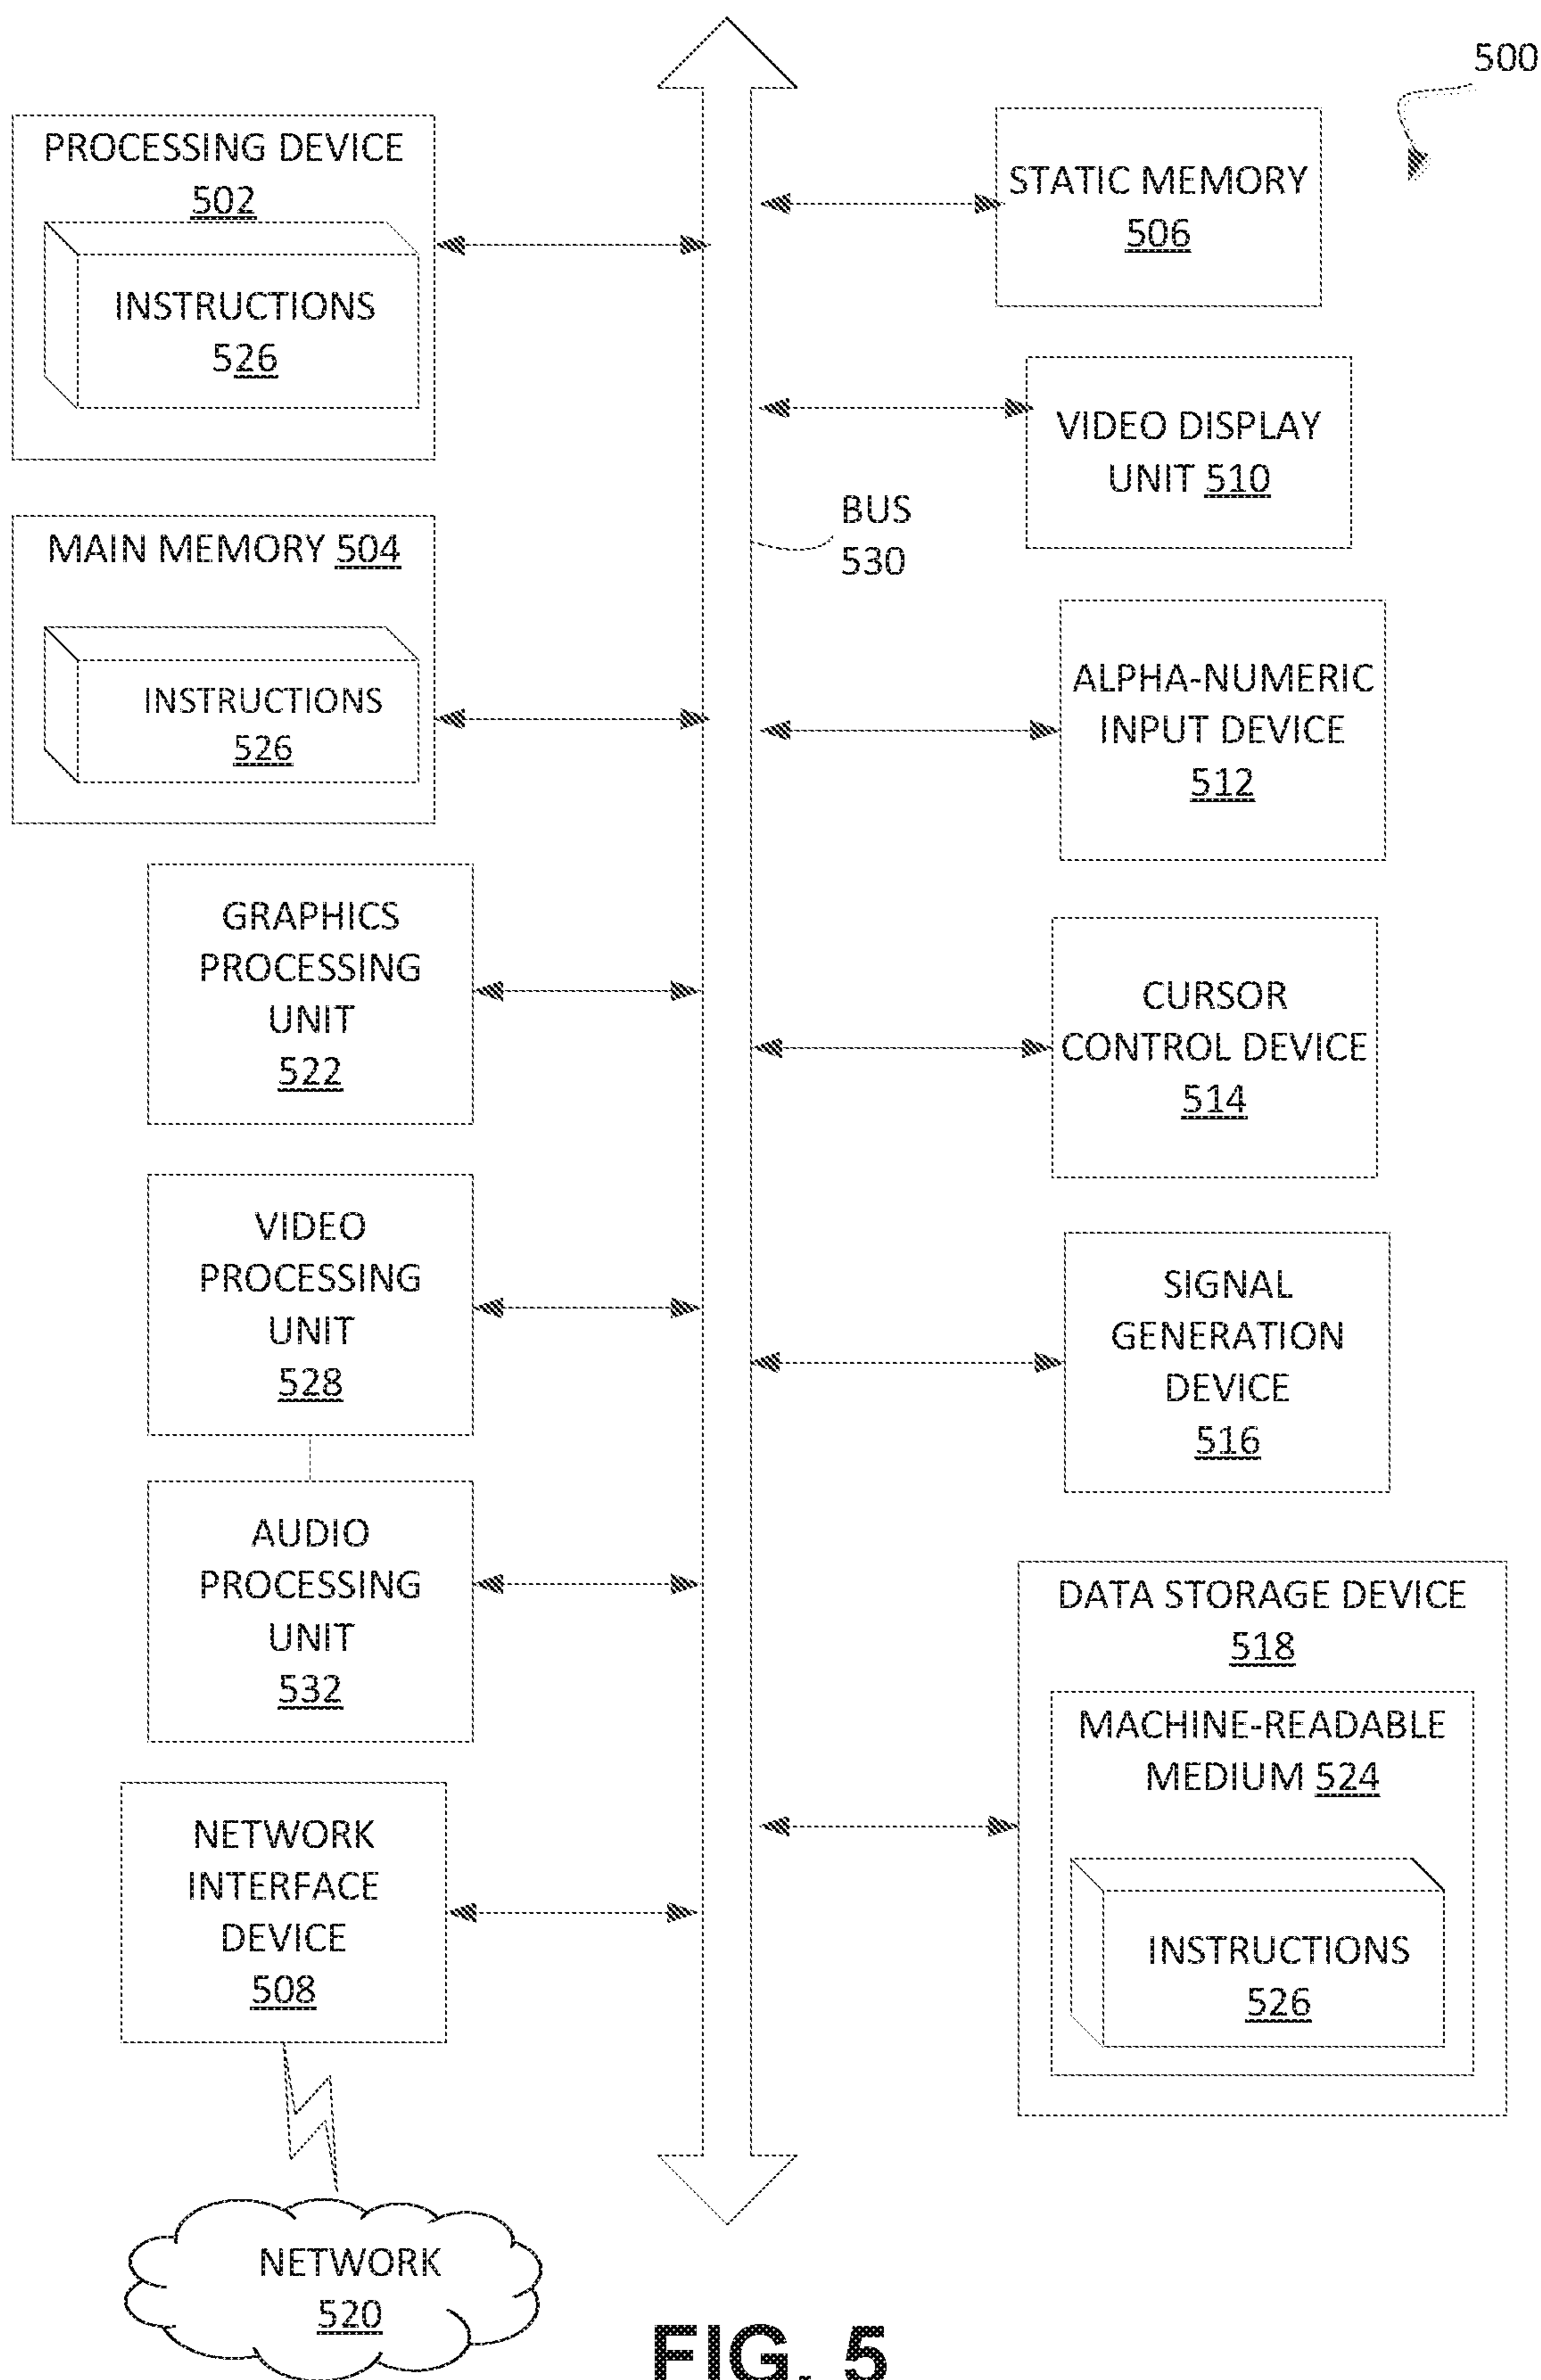 500
PROCESSING DEVICE
502
INSTRUCTIONS
526
MAIN MEMORY 504
INSTRUCTIONS
526
GRAPHICS
PROCESSING
UNIT
522
VIDEO
PROCESSING
UNIT
528
AUDIO
PROCESSING
UNIT
532
NETWORK
INTERFACE
DEVICE
508
NETWORK
520
BUS
530
STATIC MEMORY
506
VIDEO DISPLAY
UNIT 510
ALPHA-NUMERIC
INPUT DEVICE
512
CURSOR
CONTROL DEVICE
514
SIGNAL
GENERATION
DEVICE
516
DATA STORAGE DEVICE
518
MACHINE-READABLE
MEDIUM 524
INSTRUCTIONS
526
FIG. 5